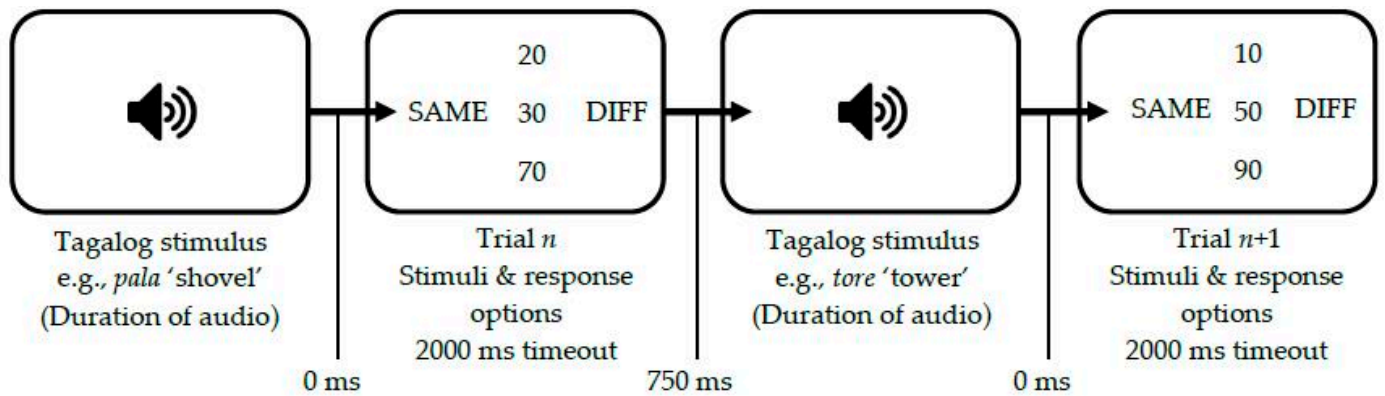 20
SAME 30 DIFF
70
10
SAME 50 DIFF
90
Tagalog stimulus
e.g., pala ‘shovel’
(Duration of audio)
Trial n
Stimuli & response
options
2000 ms timeout
Tagalog stimulus
e.g., tore ‘tower’
(Duration of audio)
Trial n+1
Stimuli & response
options
2000 ms timeout
0 ms
750 ms
0 ms